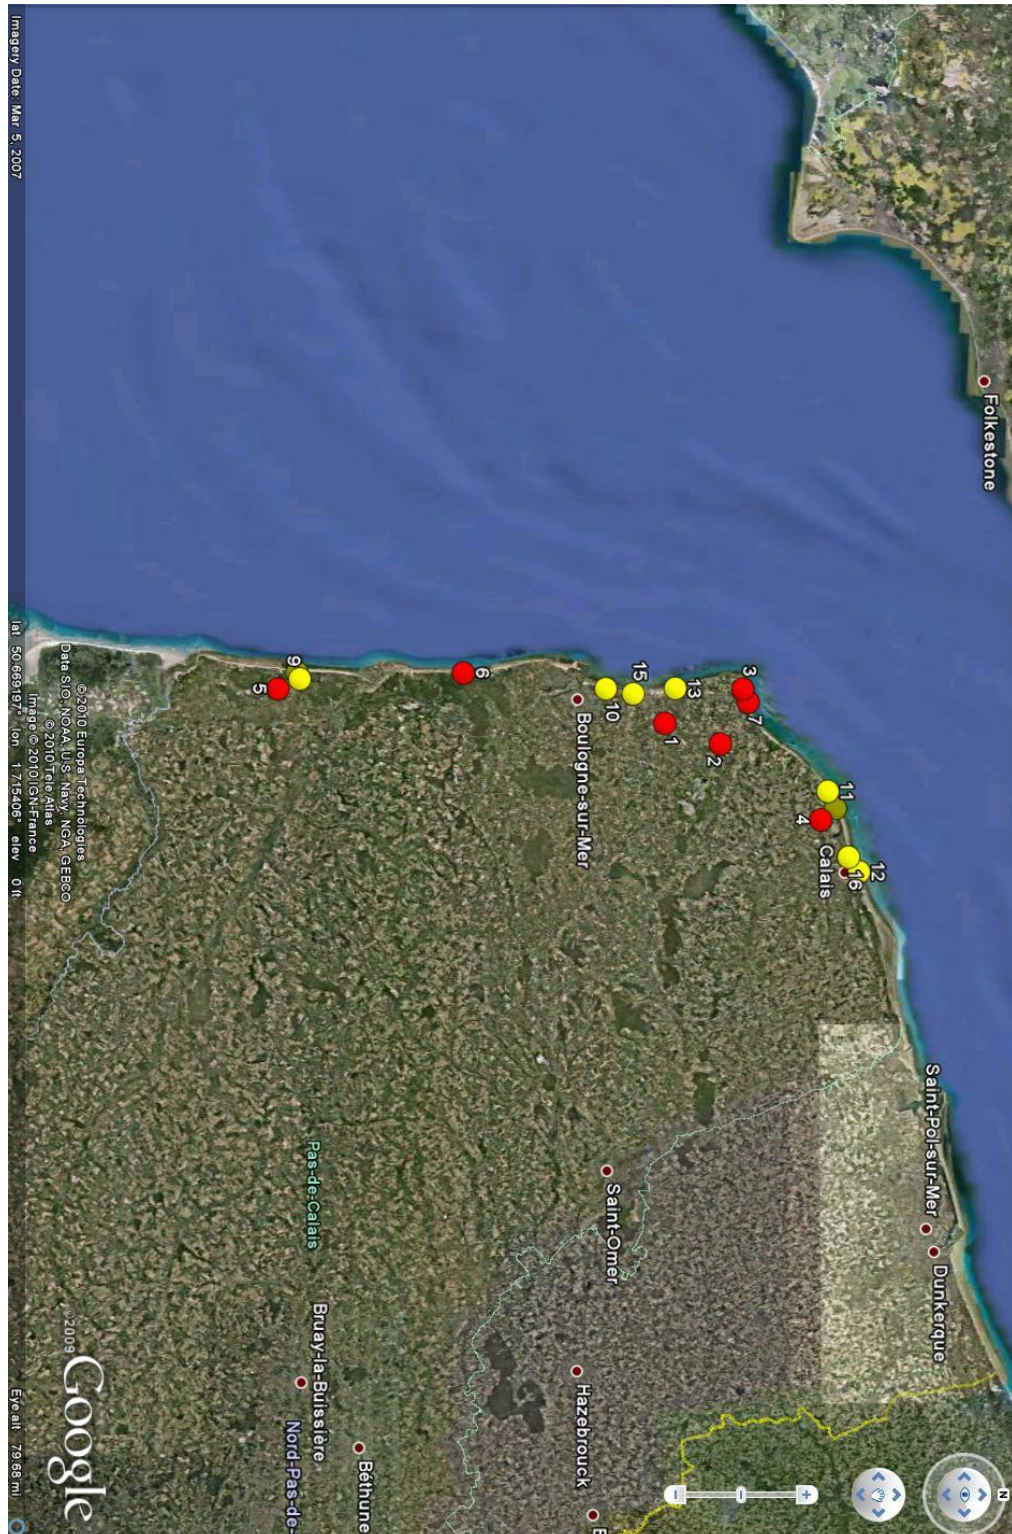 Folkestone
N
3
7
13
15
10
1
2
11
4
Calais
12
16
Boulogne-sur-Mer
6
9
5
Saint-Pol-sur-Mer
Dunkerque
Saint-Omer
Hazebrouck
Pas-de-Calais
Bruay-la-Buissière
Béthune
Nord-Pas-de-
©2010 Europa Technologies
Data SIO, NOAA, U.S. Navy, NGA, GEBCO
© 2010 Tele Atlas
Image © 2010 IGN-France
©2009 Google
Imagery Date: Mar 5, 2007
lat 50.669197° lon 1.715406° elev 0 ft
Eye alt 79.68 mi